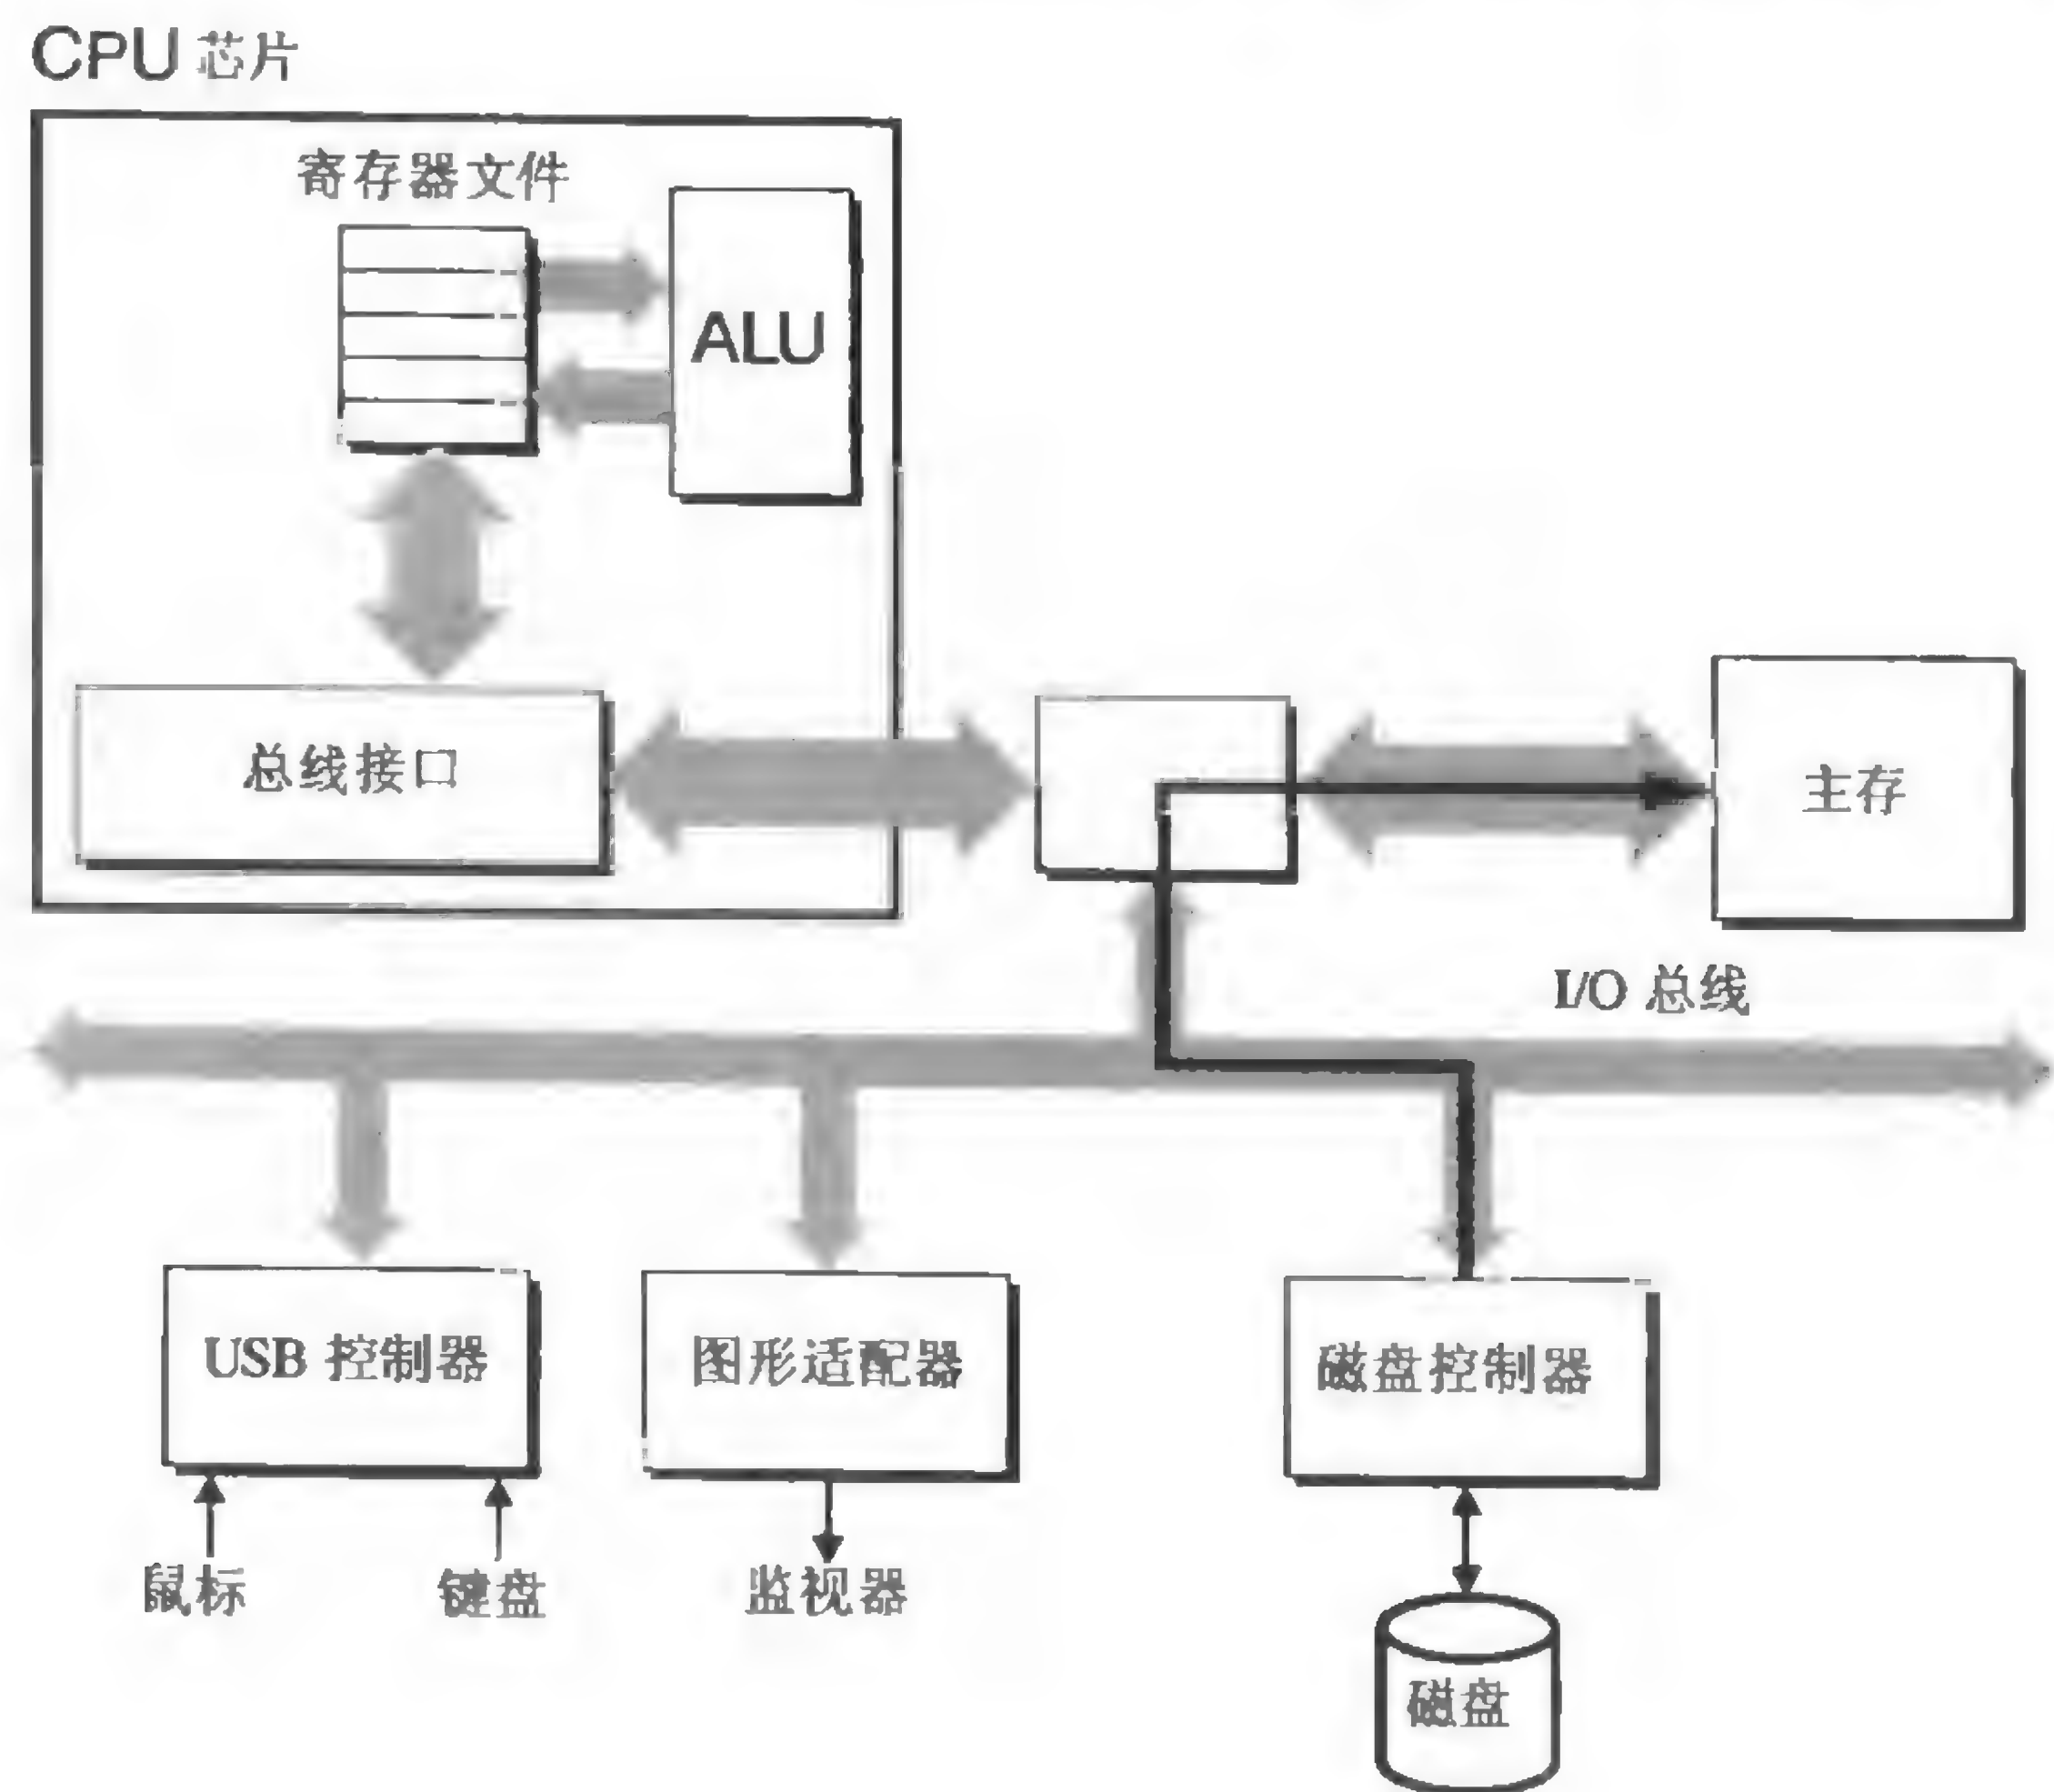 CPU 芯片
寄存器文件
ALU
总线接口
主存
I/O 总线
USB 控制器
图形适配器
磁盘控制器
鼠标
键盘
监视器
磁盘